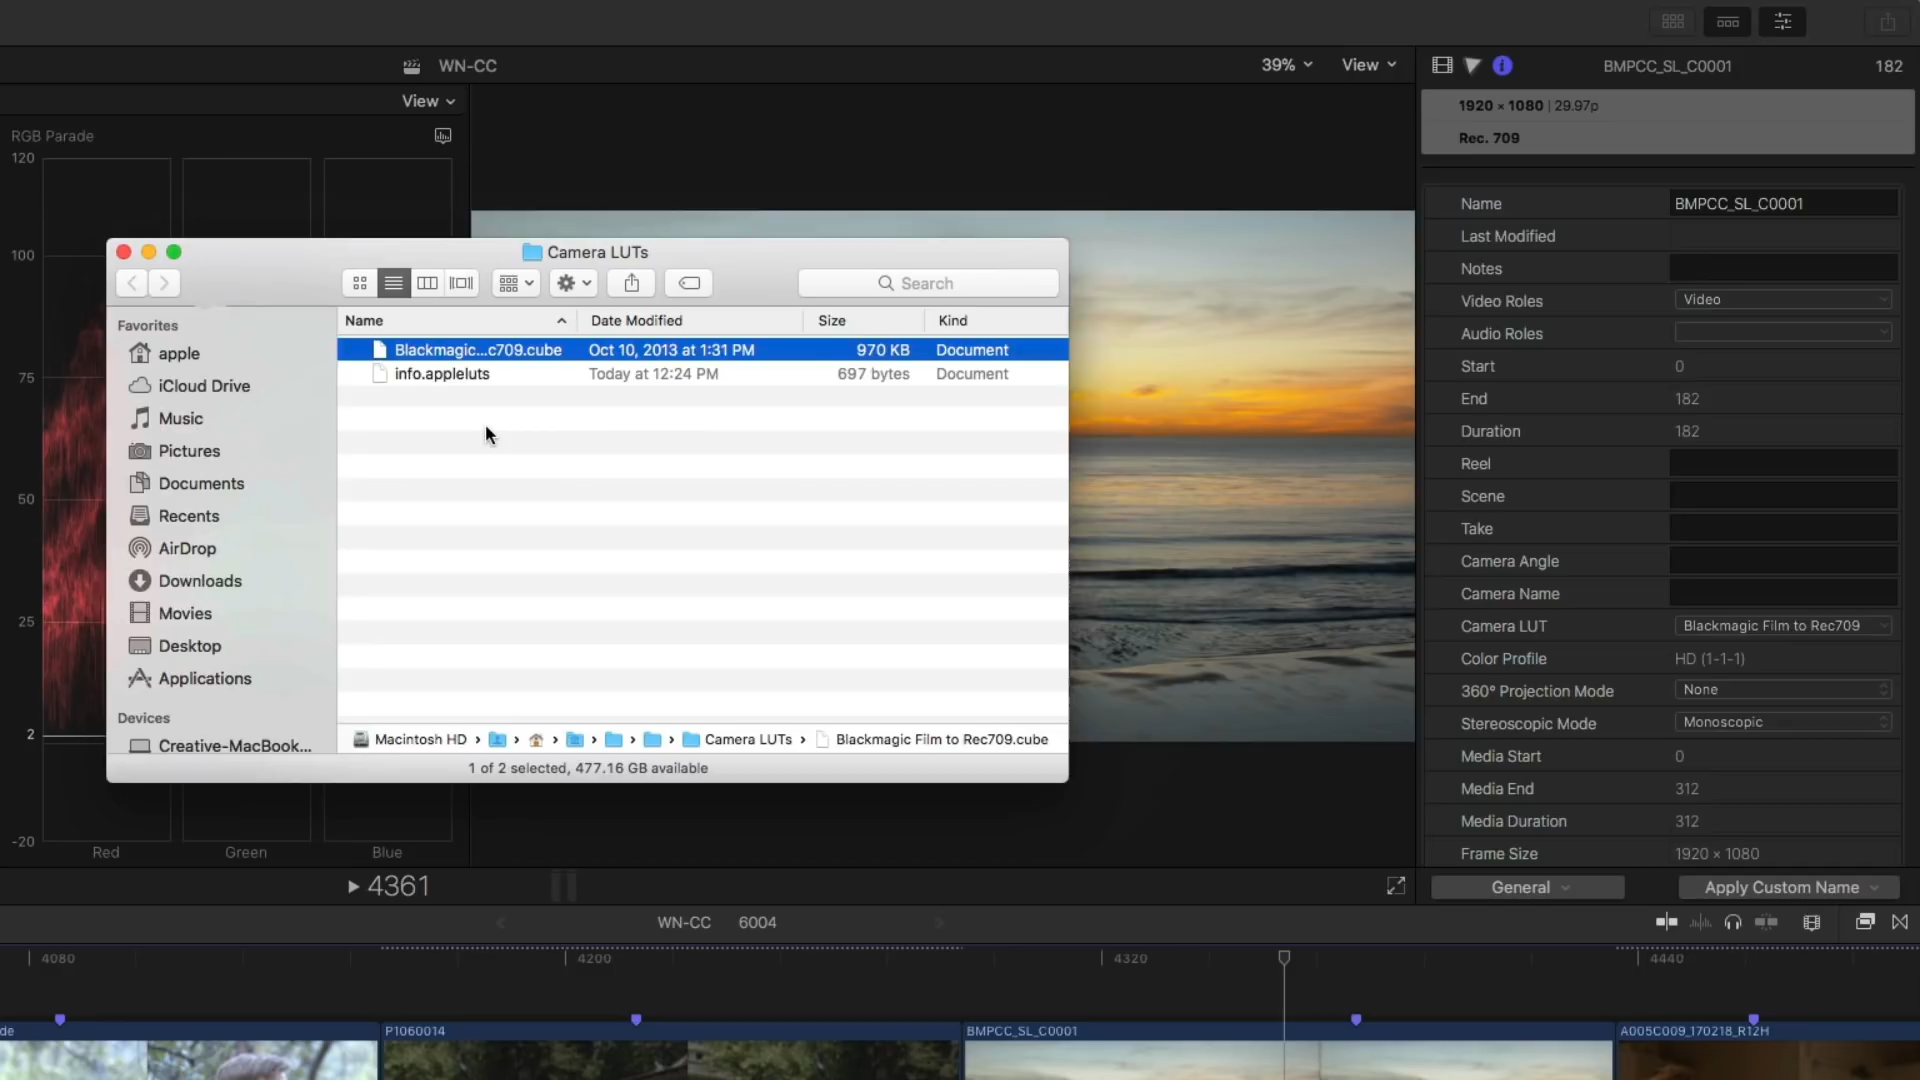 WN-CC
39%
View
BMPCC_SL_C0001
182
View
1920 × 1080 | 29.97p
Rec. 709
RGB Parade
120
100
75
50
25
2
-20
Red
Green
Blue
Camera LUTs
Search
Favorites
apple
iCloud Drive
Music
Pictures
Documents
Recents
AirDrop
Downloads
Movies
Desktop
Applications
Devices
Creative-MacBook...
Name Date Modified Size Kind
Blackmagic...c709.cube Oct 10, 2013 at 1:31 PM 970 KB Document
info.appleluts Today at 12:24 PM 697 bytes Document
Macintosh HD › › › › › › Camera LUTs › Blackmagic Film to Rec709.cube
1 of 2 selected, 477.16 GB available
Name BMPCC_SL_C0001
Last Modified
Notes
Video Roles Video
Audio Roles
Start 0
End 182
Duration 182
Reel
Scene
Take
Camera Angle
Camera Name
Camera LUT Blackmagic Film to Rec709
Color Profile HD (1-1-1)
360° Projection Mode None
Stereoscopic Mode Monoscopic
Media Start 0
Media End 312
Media Duration 312
Frame Size 1920 × 1080
General
Apply Custom Name
4361
WN-CC 6004
4080
4200
4320
4440
de
P1060014
BMPCC_SL_C0001
A005C009_170218_R12H